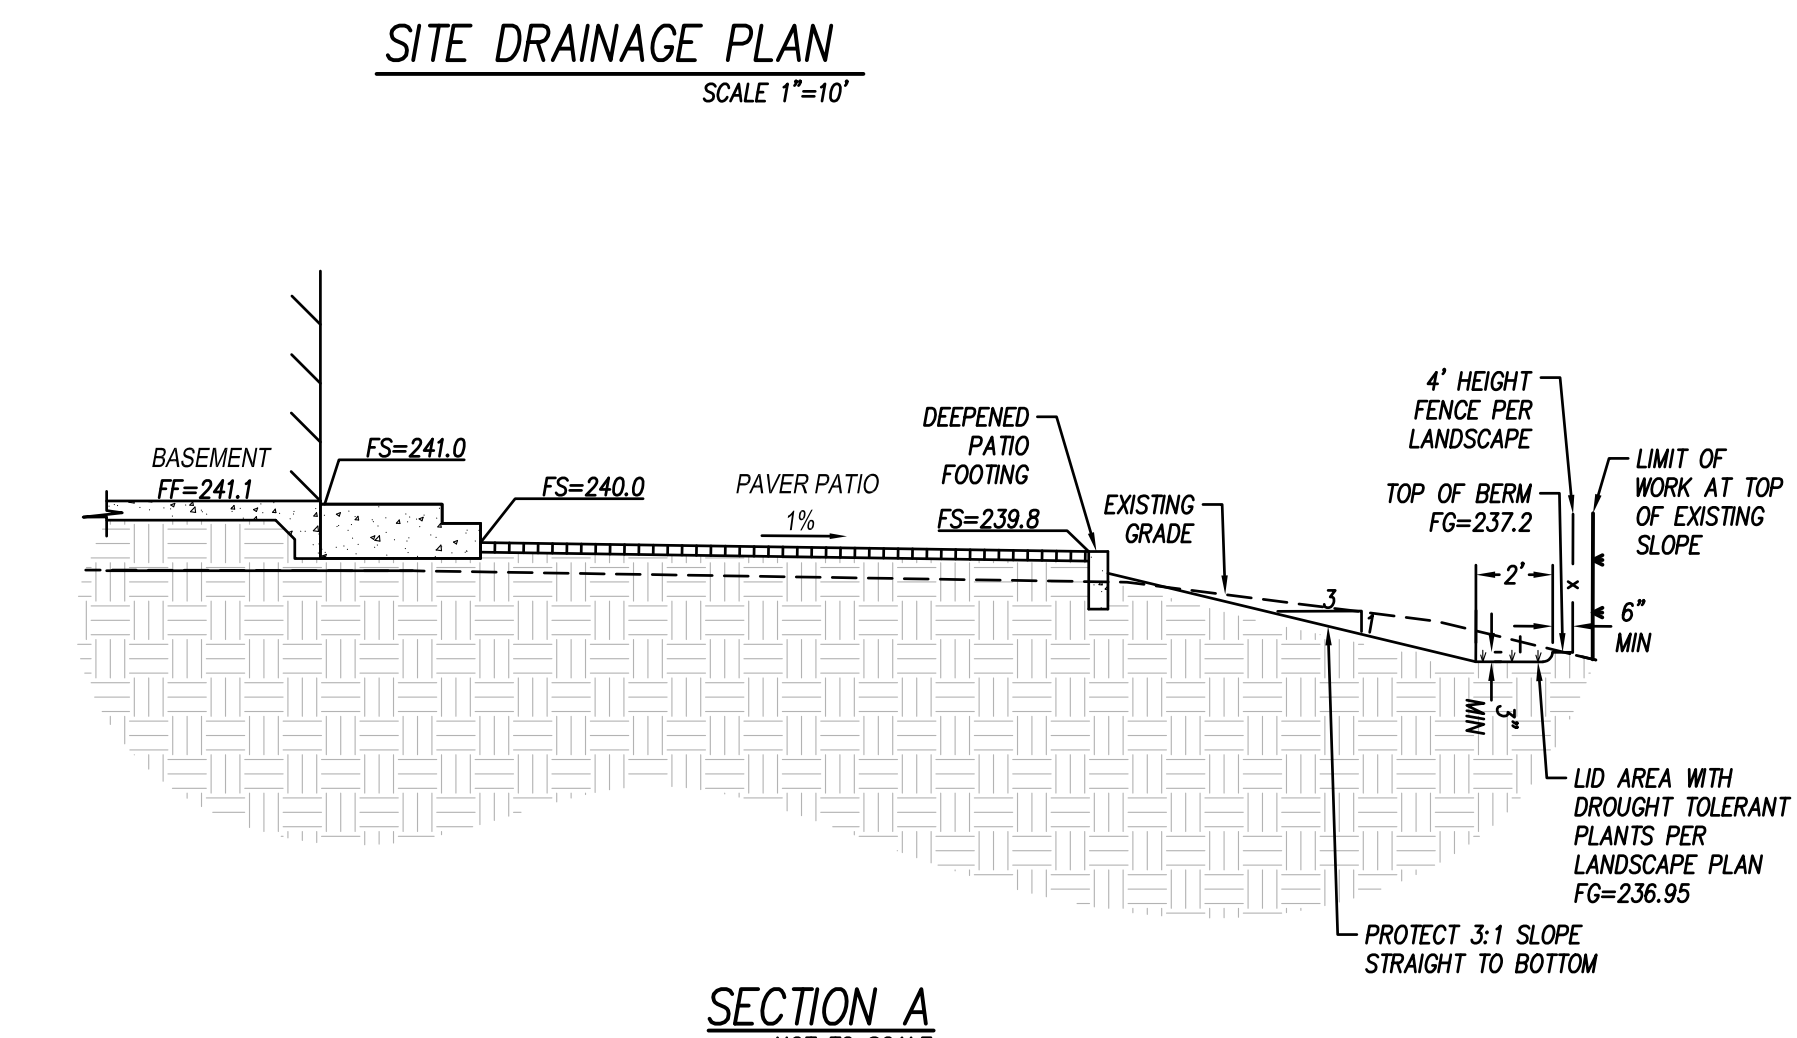 SITE DRAINAGE PLAN
SCALE 1"=10'
4' HEIGHT
FENCE PER
LANDSCAPE
DEEPENED
PATIO
FOOTING
BASEMENT
FF=241.1
FS=241.0
FS=240.0
PAVER PATIO
1%
FS=239.8
EXISTING
GRADE
TOP OF BERM
FG=237.2
LIMIT OF
WORK AT TOP
OF EXISTING
SLOPE
3
1
2'
X
6"
MIN
3"
MIN
LID AREA WITH
DROUGHT TOLERANT
PLANTS PER
LANDSCAPE PLAN
FG=236.95
PROTECT 3:1 SLOPE
STRAIGHT TO BOTTOM
SECTION A
NOT TO SCALE